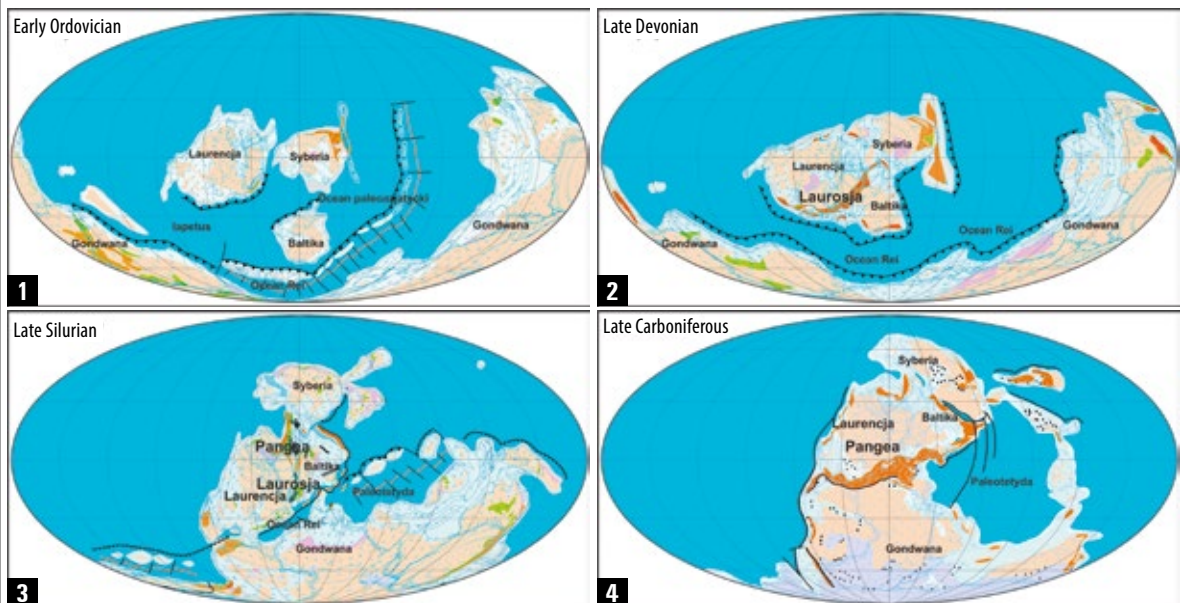 Early Ordovician
Laurencja
Syberia
Ocean paleoazjatycki
Iapetus
Baltika
Gondwana
Gondwana
Ocean Rei
1
Late Devonian
Syberia
Laurencja
Laurosja
Baltika
Gondwana
Ocean Rei
Gondwana
Ocean Rei
2
Late Silurian
Syberia
Pangea
Baltika
Laurosja
Laurencja
Paleotetyda
Ocean Rei
Gondwana
3
Late Carboniferous
Syberia
Baltika
Laurencja
Pangea
Paleotetyda
Gondwana
4